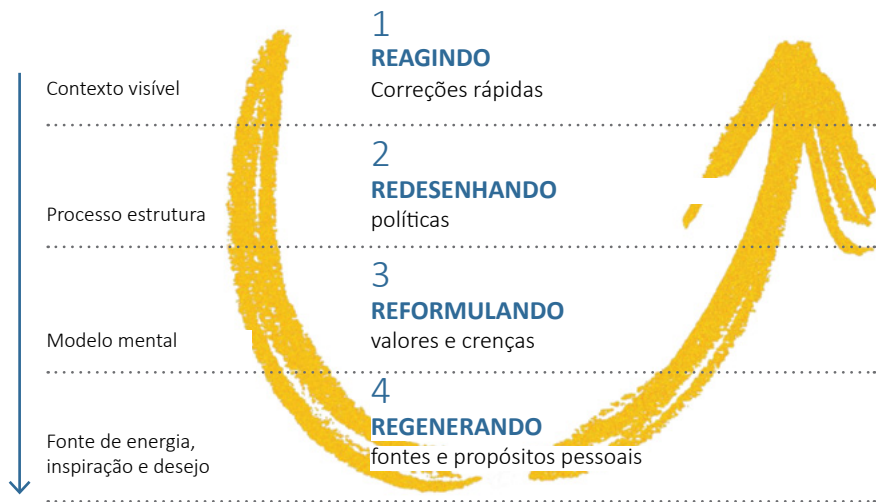 1
REAGINDO
Contexto visível
Correções rápidas
2
REDESENHANDO
Processo estrutura
políticas
3
REFORMULANDO
Modelo mental
valores e crenças
4
REGENERANDO
Fonte de energia,
inspiração e desejo
fontes e propósitos pessoais